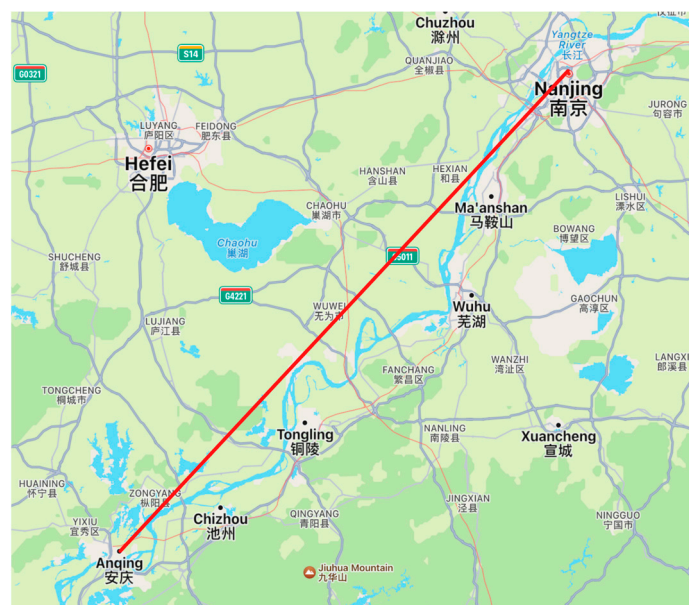 Chuzhou
滁州
Yangtze
River
长江
S14
G0321
QUANJIAO
全椒县
Nanjing
南京
JURONG
句容市
LUYANG
庐阳区
FEIDONG
肥东县
Hefei
合肥
HANSHAN
含山县
HEXIAN
和县
LISHUI
溧水区
CHAOHU
巢湖市
Ma'anshan
马鞍山
BOWANG
博望区
Chaohu
巢湖
SHUCHENG
舒城县
G4221
WUWEI
无为市
Wuhu
芜湖
GAOCHUN
高淳区
LUJIANG
庐江县
WANZHI
湾沚区
LANGXI
郎溪县
FANCHANG
繁昌区
TONGCHENG
桐城市
Tongling
铜陵
NANLING
南陵县
Xuancheng
宣城
HUAINING
怀宁县
ZONGYANG
枞阳县
JINGXIAN
泾县
YIXIU
宜秀区
Chizhou
池州
QINGYANG
青阳县
NINGGUO
宁国市
Anqing
安庆
Jiuhua Mountain
九华山